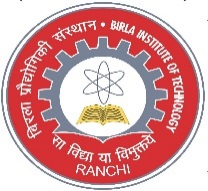 बिरला प्रौद्योगिकी संस्थान • BIRLA INSTITUTE OF TECHNOLOGY
सा विद्या या विमुक्तये
RANCHI